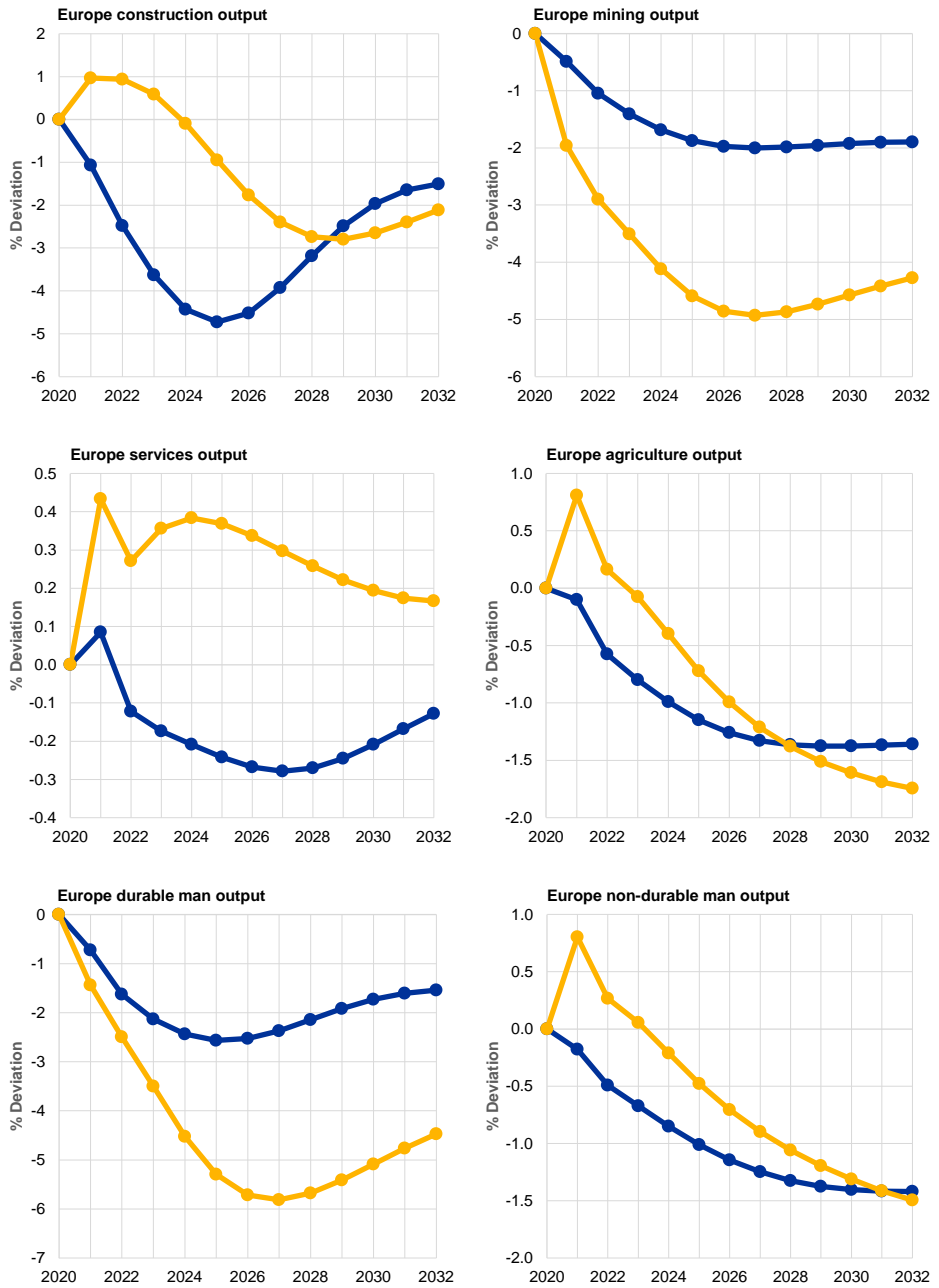 Europe construction output
% Deviation
2
1
0
-1
-2
-3
-4
-5
-6
2020 2022 2024 2026 2028 2030 2032
Europe mining output
% Deviation
0
-1
-2
-3
-4
-5
-6
2020 2022 2024 2026 2028 2030 2032
Europe services output
% Deviation
0.5
0.4
0.3
0.2
0.1
0.0
-0.1
-0.2
-0.3
-0.4
2020 2022 2024 2026 2028 2030 2032
Europe agriculture output
% Deviation
1.0
0.5
0.0
-0.5
-1.0
-1.5
-2.0
2020 2022 2024 2026 2028 2030 2032
Europe durable man output
% Deviation
0
-1
-2
-3
-4
-5
-6
-7
2020 2022 2024 2026 2028 2030 2032
Europe non-durable man output
% Deviation
1.0
0.5
0.0
-0.5
-1.0
-1.5
-2.0
2020 2022 2024 2026 2028 2030 2032